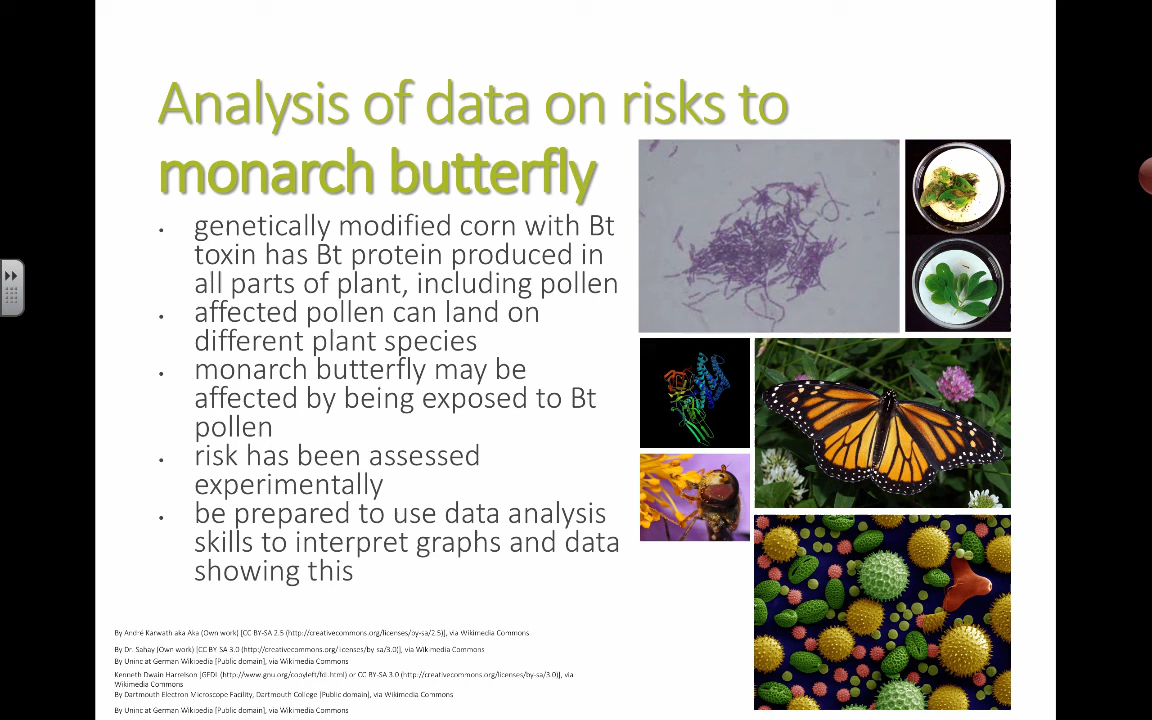 Analysis of data on risks to
monarch butterfly
• genetically modified corn with Bt
toxin has Bt protein produced in
all parts of plant, including pollen
• affected pollen can land on
different plant species
• monarch butterfly may be
affected by being exposed to Bt
pollen
• risk has been assessed
experimentally
• be prepared to use data analysis
skills to interpret graphs and data
showing this
By André Karwath aka Aka (Own work) [CC BY-SA 2.5 (http://creativecommons.org/licenses/by-sa/2.5)], via Wikimedia Commons
By Dr. Sahay (Own work) [CC BY-SA 3.0 (http://creativecommons.org/licenses/by-sa/3.0)], via Wikimedia Commons
By Uninc at German Wikipedia [Public domain], via Wikimedia Commons
Kenneth Dwain Harrelson [GFDL (http://www.gnu.org/copyleft/fdl.html) or CC BY-SA 3.0 (http://creativecommons.org/licenses/by-sa/3.0)], via
Wikimedia Commons
By Dartmouth Electron Microscope Facility, Dartmouth College [Public domain], via Wikimedia Commons
By Uninc at German Wikipedia [Public domain], via Wikimedia Commons